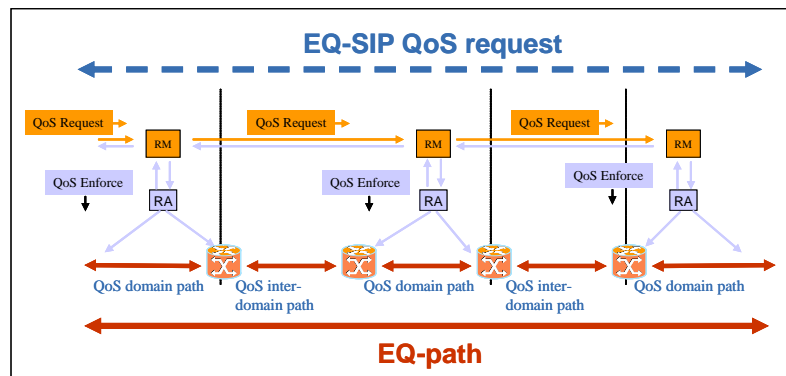 EQ-SIP QoS request
QoS Request
QoS Request
QoS Request
RM
RM
RM
QoS Enforce
QoS Enforce
QoS Enforce
RA
RA
RA
QoS domain path
QoS inter-
domain path
QoS domain path
QoS inter-
domain path
QoS domain path
EQ-path